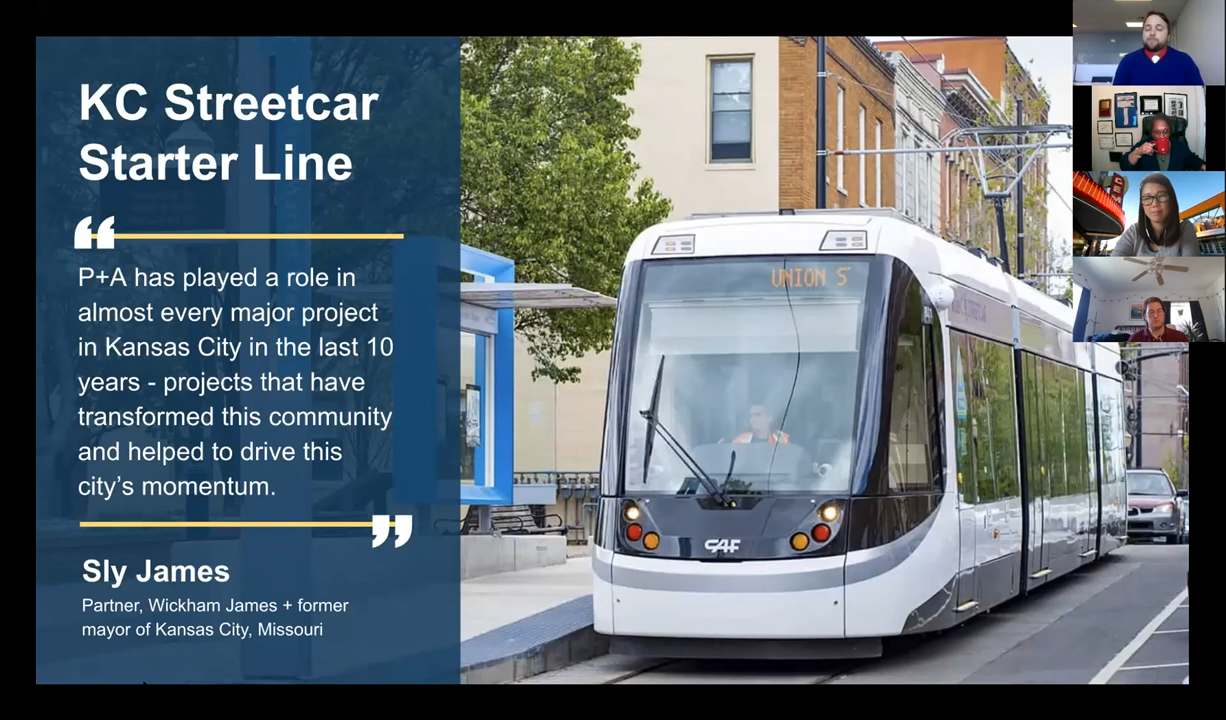 KC Streetcar
Starter Line
“
P+A has played a role in
almost every major project
in Kansas City in the last 10
years - projects that have
transformed this community
and helped to drive this
city’s momentum.
”
Sly James
Partner, Wickham James + former
mayor of Kansas City, Missouri
UNION S
CAF